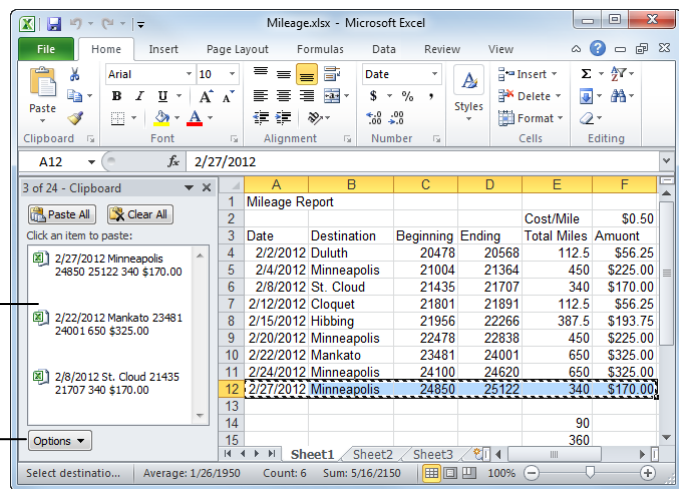 Mileage.xlsx - Microsoft Excel
File Home Insert Page Layout Formulas Data Review View
Paste
Arial 10
B I U A A
A
Date
$ % ,
.0 .00
.00 .0
Styles
Insert
Delete
Format
Σ
Clipboard Font Alignment Number Cells Editing
A12 fx 2/27/2012
3 of 24 - Clipboard
Paste All Clear All
Click an item to paste:
2/27/2012 Minneapolis
24850 25122 340 $170.00
2/22/2012 Mankato 23481
24001 650 $325.00
2/8/2012 St. Cloud 21435
21707 340 $170.00
Options
A B C D E F
1 Mileage Report
2 Cost/Mile $0.50
3 Date Destination Beginning Ending Total Miles Amuont
4 2/2/2012 Duluth 20478 20568 112.5 $56.25
5 2/4/2012 Minneapolis 21004 21364 450 $225.00
6 2/8/2012 St. Cloud 21435 21707 340 $170.00
7 2/12/2012 Cloquet 21801 21891 112.5 $56.25
8 2/15/2012 Hibbing 21956 22266 387.5 $193.75
9 2/20/2012 Minneapolis 22478 22838 450 $225.00
10 2/22/2012 Mankato 23481 24001 650 $325.00
11 2/24/2012 Minneapolis 24100 24620 650 $325.00
12 2/27/2012 Minneapolis 24850 25122 340 $170.00
13
14 90
15 360
Sheet1 Sheet2 Sheet3
Select destinatio... Average: 1/26/1950 Count: 6 Sum: 5/16/2150 100%